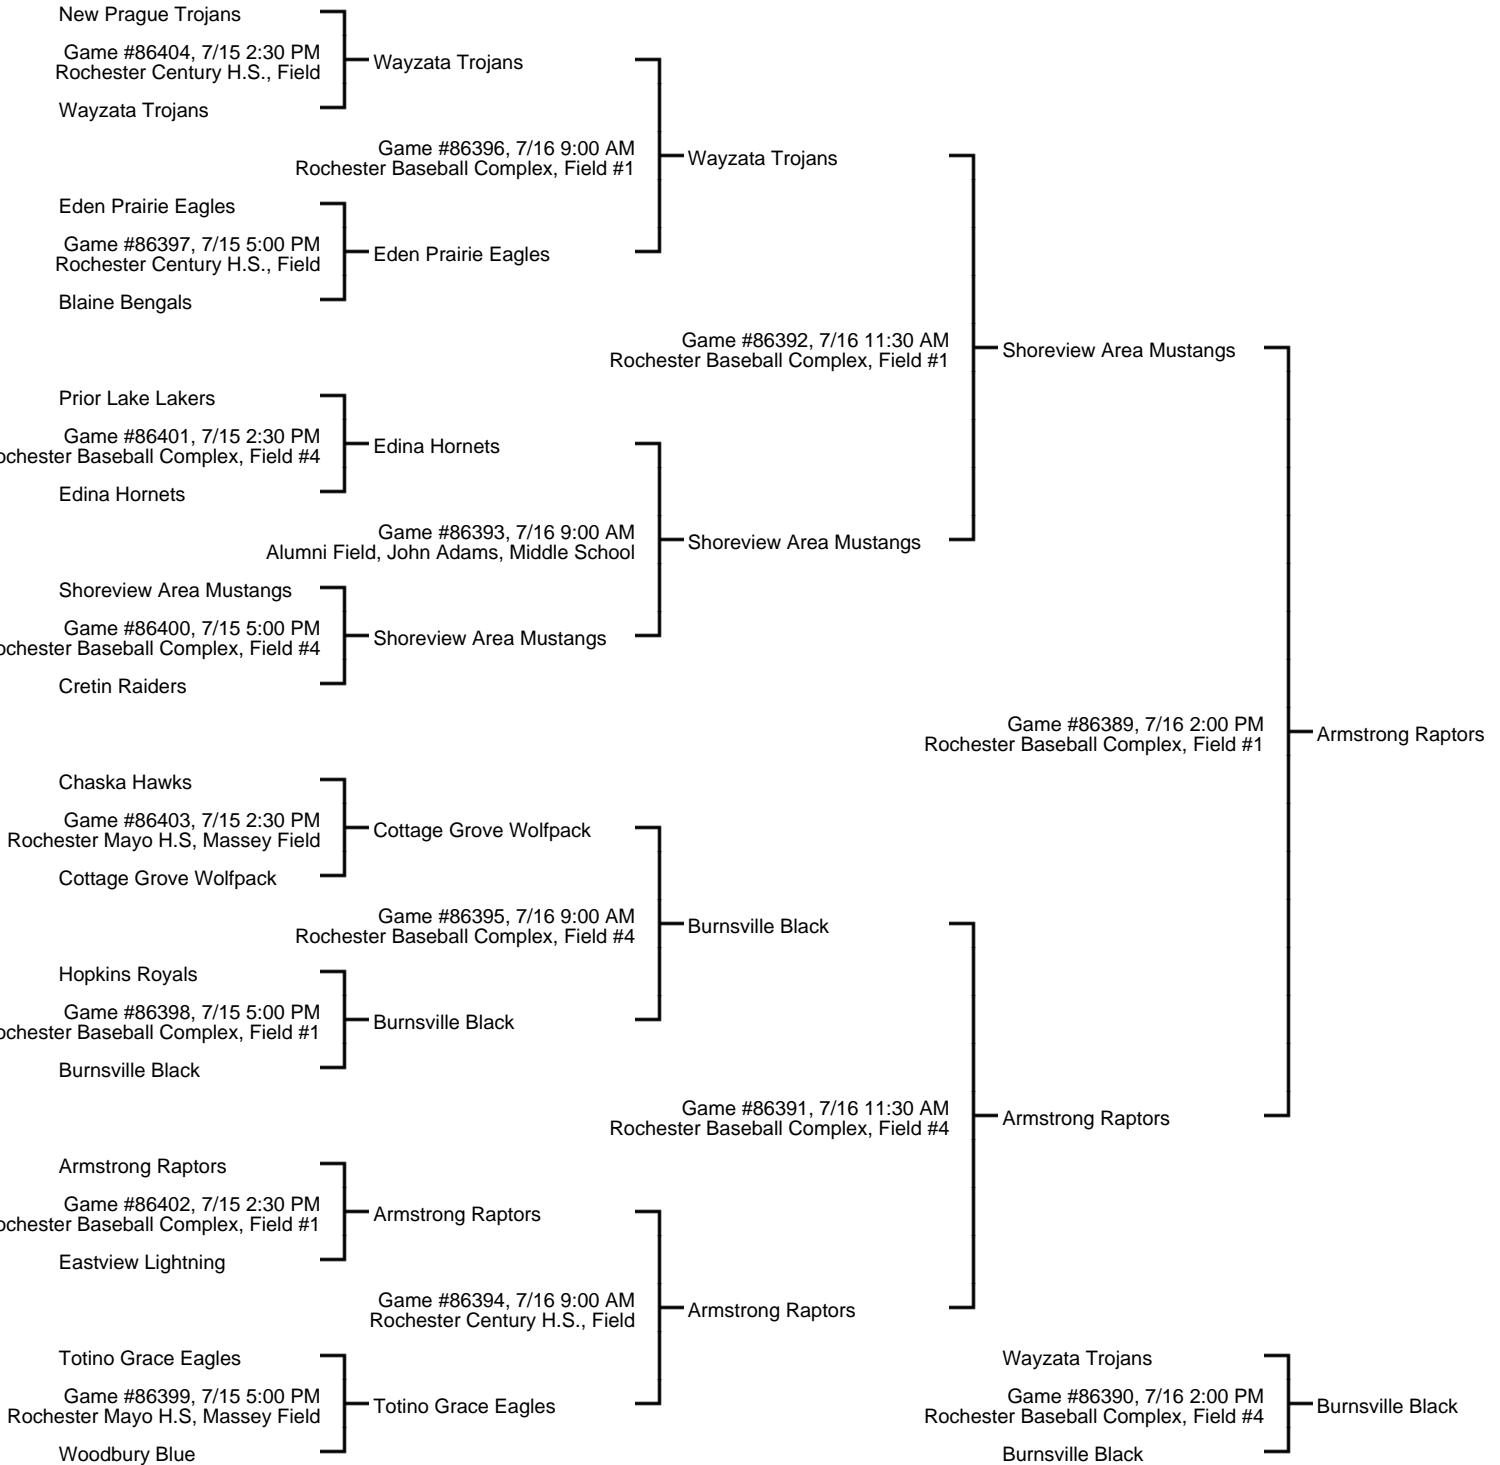 New Prague Trojans
Game #86404, 7/15 2:30 PM
Rochester Century H.S., Field
Wayzata Trojans
Wayzata Trojans
Game #86396, 7/16 9:00 AM
Rochester Baseball Complex, Field #1
Wayzata Trojans
Eden Prairie Eagles
Game #86397, 7/15 5:00 PM
Rochester Century H.S., Field
Eden Prairie Eagles
Blaine Bengals
Game #86392, 7/16 11:30 AM
Rochester Baseball Complex, Field #1
Shoreview Area Mustangs
Prior Lake Lakers
Game #86401, 7/15 2:30 PM
ochester Baseball Complex, Field #4
Edina Hornets
Edina Hornets
Game #86393, 7/16 9:00 AM
Alumni Field, John Adams, Middle School
Shoreview Area Mustangs
Shoreview Area Mustangs
Game #86400, 7/15 5:00 PM
ochester Baseball Complex, Field #4
Shoreview Area Mustangs
Cretin Raiders
Game #86389, 7/16 2:00 PM
Rochester Baseball Complex, Field #1
Armstrong Raptors
Chaska Hawks
Game #86403, 7/15 2:30 PM
Rochester Mayo H.S, Massey Field
Cottage Grove Wolfpack
Cottage Grove Wolfpack
Game #86395, 7/16 9:00 AM
Rochester Baseball Complex, Field #4
Burnsville Black
Hopkins Royals
Game #86398, 7/15 5:00 PM
ochester Baseball Complex, Field #1
Burnsville Black
Burnsville Black
Game #86391, 7/16 11:30 AM
Rochester Baseball Complex, Field #4
Armstrong Raptors
Armstrong Raptors
Game #86402, 7/15 2:30 PM
ochester Baseball Complex, Field #1
Armstrong Raptors
Eastview Lightning
Game #86394, 7/16 9:00 AM
Rochester Century H.S., Field
Armstrong Raptors
Totino Grace Eagles
Game #86399, 7/15 5:00 PM
Rochester Mayo H.S, Massey Field
Totino Grace Eagles
Woodbury Blue
Wayzata Trojans
Game #86390, 7/16 2:00 PM
Rochester Baseball Complex, Field #4
Burnsville Black
Burnsville Black